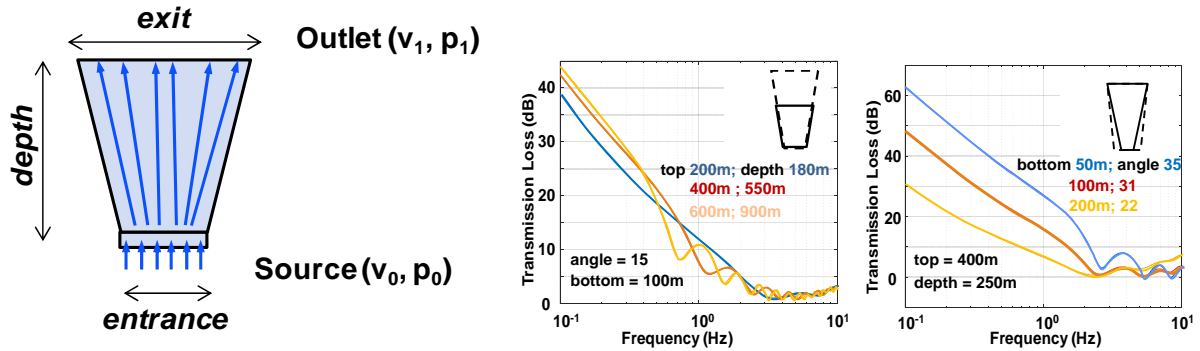 exit
Outlet (v1, p1)
depth
Source (v0, p0)
entrance
Transmission Loss (dB)
45
40
30
20
10
0
top 200m; depth 180m
400m ; 550m
600m; 900m
angle = 15
bottom = 100m
10-1
100
101
Frequency (Hz)
Transmission Loss (dB)
60
40
20
0
bottom 50m; angle 35
100m; 31
200m; 22
top = 400m
depth = 250m
10-1
100
101
Frequency (Hz)